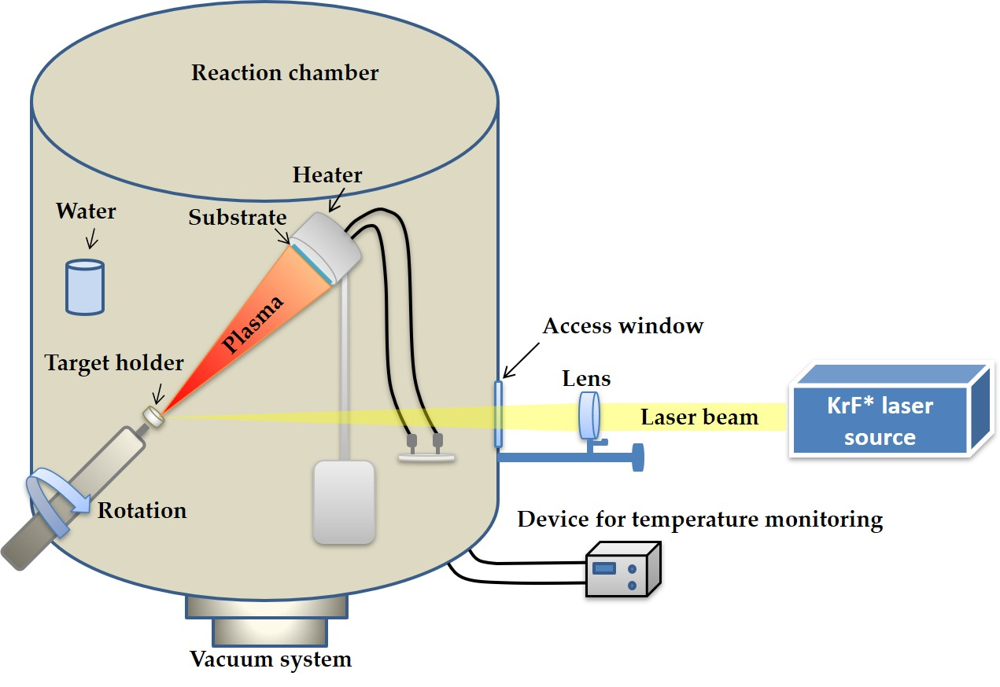 Reaction chamber
Heater
Water
Substrate
Plasma
Access window
Target holder
Lens
Laser beam
KrF* laser
source
Rotation
Device for temperature monitoring
Vacuum system